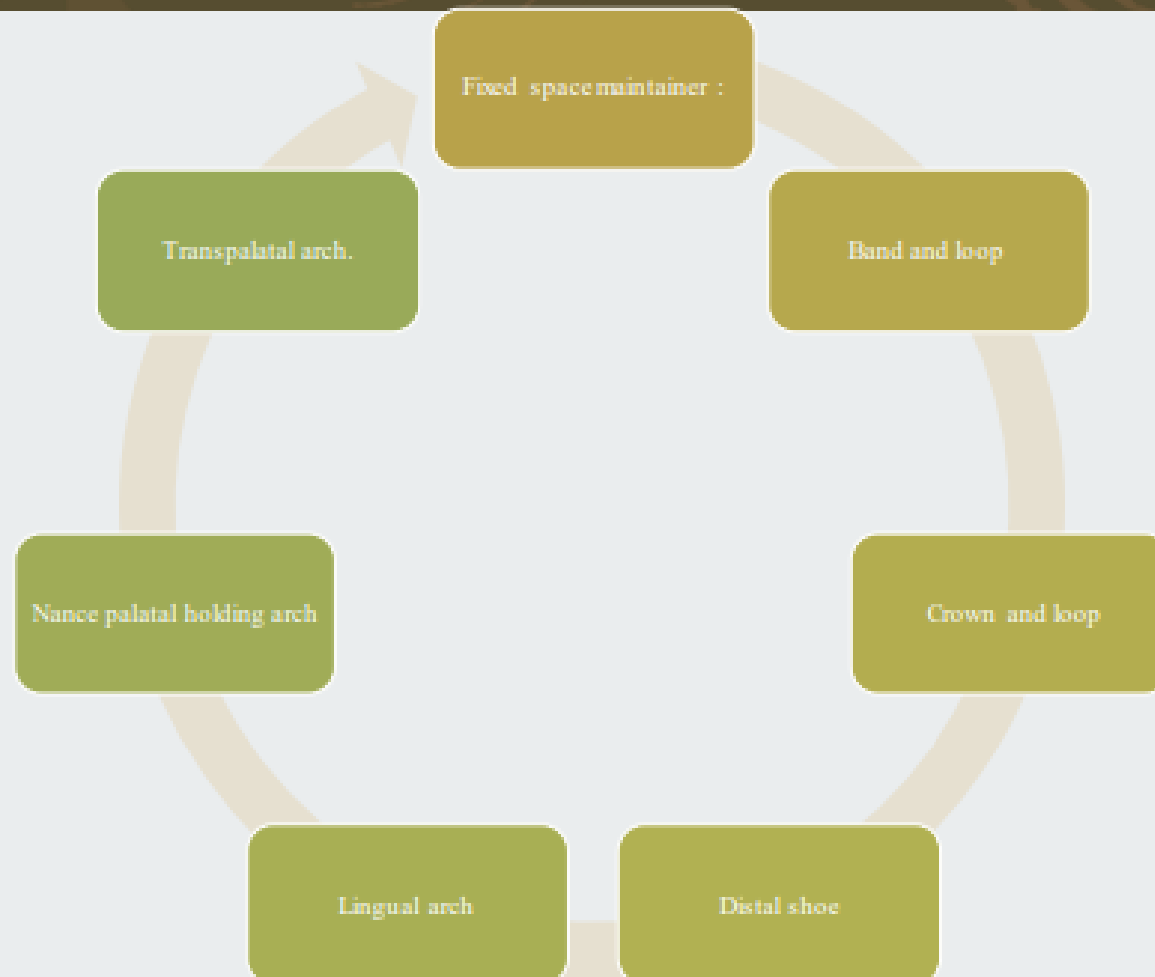 Fixed space maintainer :
Band and loop
Crown and loop
Distal shoe
Lingual arch
Nance palatal holding arch
Transpalatal arch.